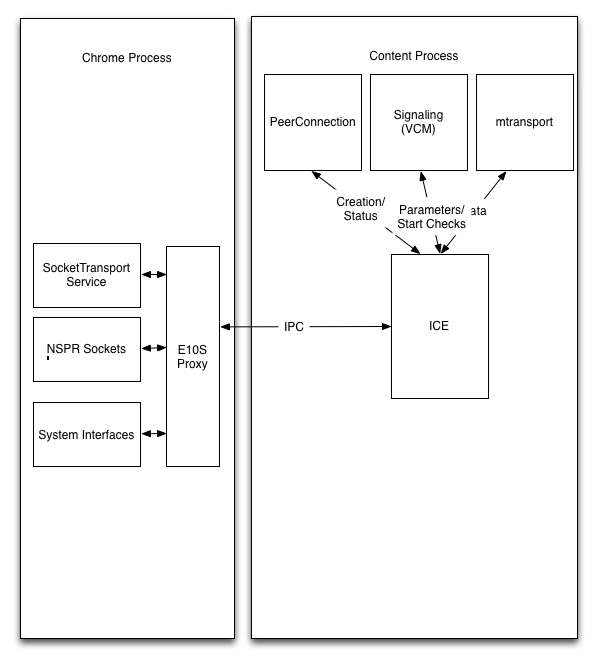 Chrome Process
Content Process
PeerConnection
Signaling
(VCM)
mtransport
Creation/
Status
Parameters/
Start Checks
ata
SocketTransport
Service
NSPR Sockets
System Interfaces
E10S
Proxy
IPC
ICE